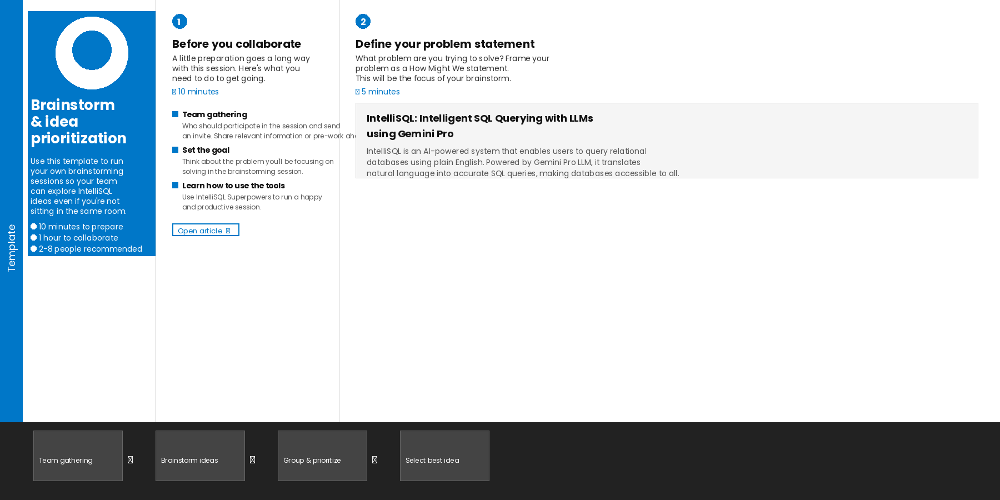 Template
Brainstorm
& idea
prioritization
Use this template to run
your own brainstorming
sessions so your team
can explore IntelliSQL
ideas even if you're not
sitting in the same room.
10 minutes to prepare
1 hour to collaborate
2-8 people recommended
1
Before you collaborate
A little preparation goes a long way
with this session. Here's what you
need to do to get going.
10 minutes
Team gathering
Who should participate in the session and send
an invite. Share relevant information or pre-work
Set the goal
Think about the problem you'll be focusing on
solving in the brainstorming session.
Learn how to use the tools
Use IntelliSQL Superpowers to run a happy
and productive session.
Open article
2
Define your problem statement
What problem are you trying to solve? Frame your
problem as a How Might We statement.
This will be the focus of your brainstorm.
5 minutes
IntelliSQL: Intelligent SQL Querying with LLMs
using Gemini Pro
IntelliSQL is an AI-powered system that enables users to query relational
databases using plain English. Powered by Gemini Pro LLM, it translates
natural language into accurate SQL queries, making databases accessible to all.
Team gathering
Brainstorm ideas
Group & prioritize
Select best idea